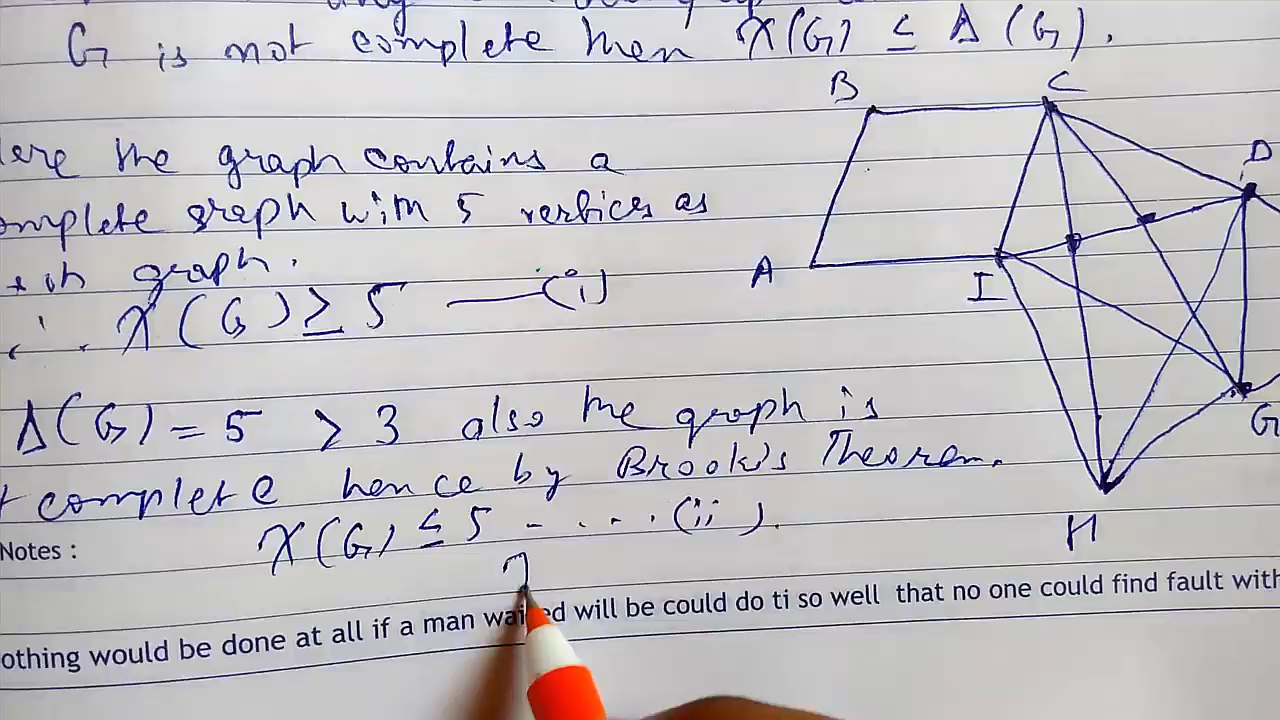 G is not complete then χ(G) ≤ Δ(G).
ere the graph contains a
omplete graph with 5 vertices as
graph.
∴ χ(G) ≥ 5 —(i)
Δ(G) = 5 > 3 also the graph is
t complete hence by Brook's Theorem.
χ(G) ≤ 5 - . . . . (ii).
B
C
D
A
I
G
H
Notes :
othing would be done at all if a man wai ed will be could do ti so well that no one could find fault with